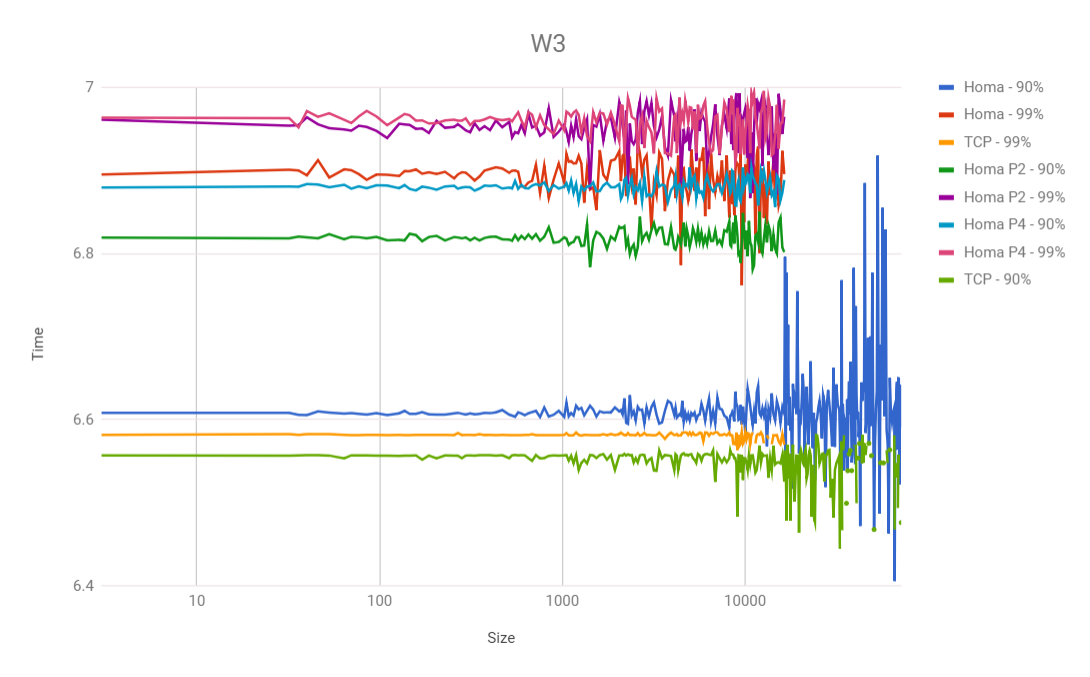 W3
7
6.8
6.6
6.4
Time
10
100
1000
10000
Size
Homa - 90%
Homa - 99%
TCP - 99%
Homa P2 - 90%
Homa P2 - 99%
Homa P4 - 90%
Homa P4 - 99%
TCP - 90%